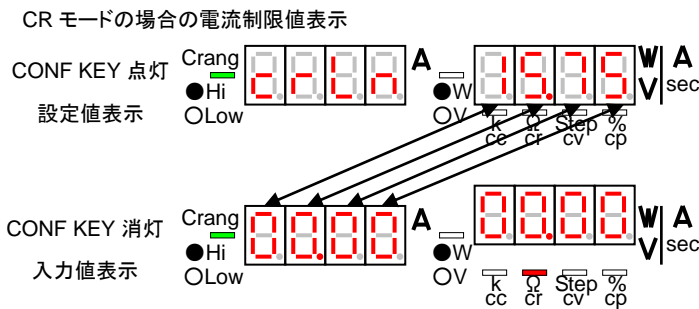 CR モードの場合の電流制限値表示
CONF KEY 点灯
設定値表示
Crang
●Hi
○Low
crLn A
●W
○V
15.75
W
V
A
sec
k Ω Step %
cc cr cv cp
CONF KEY 消灯
入力値表示
Crang
●Hi
○Low
00.00 A
●W
○V
00.00
W
V
A
sec
k Ω Step %
cc cr cv cp